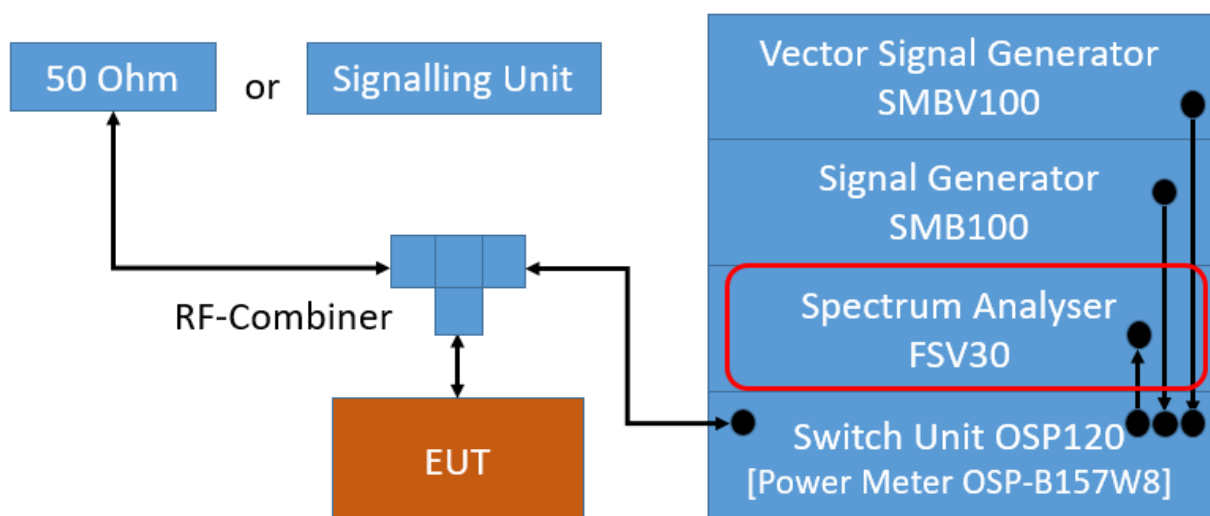 50 Ohm
or
Signalling Unit
RF-Combiner
EUT
Vector Signal Generator
SMBV100
Signal Generator
SMB100
Spectrum Analyser
FSV30
Switch Unit OSP120
[Power Meter OSP-B157W8]